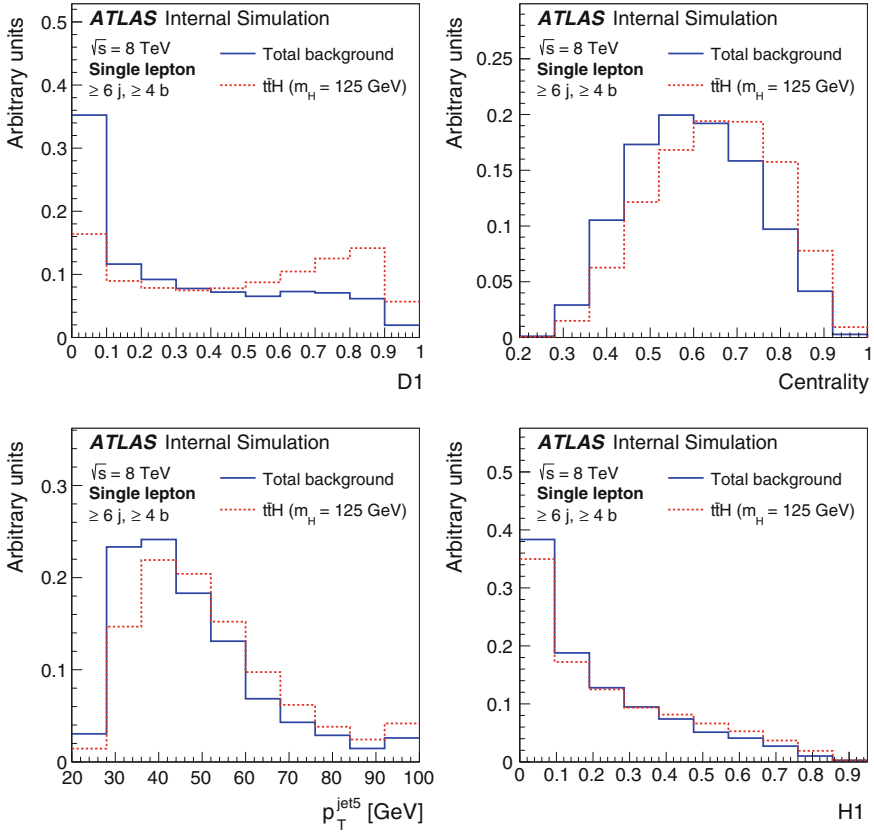 ATLAS Internal Simulation
√s = 8 TeV
Single lepton
≥ 6 j, ≥ 4 b
Total background
tt̄H (m_H = 125 GeV)
Arbitrary units
0.5
0.4
0.3
0.2
0.1
0
0 0.1 0.2 0.3 0.4 0.5 0.6 0.7 0.8 0.9 1
D1
ATLAS Internal Simulation
√s = 8 TeV
Single lepton
≥ 6 j, ≥ 4 b
Total background
tt̄H (m_H = 125 GeV)
Arbitrary units
0.25
0.2
0.15
0.1
0.05
0
0.2 0.3 0.4 0.5 0.6 0.7 0.8 0.9 1
Centrality
ATLAS Internal Simulation
√s = 8 TeV
Single lepton
≥ 6 j, ≥ 4 b
Total background
tt̄H (m_H = 125 GeV)
Arbitrary units
0.3
0.2
0.1
0
20 30 40 50 60 70 80 90 100
p_T^jet5 [GeV]
ATLAS Internal Simulation
√s = 8 TeV
Single lepton
≥ 6 j, ≥ 4 b
Total background
tt̄H (m_H = 125 GeV)
Arbitrary units
0.5
0.4
0.3
0.2
0.1
0
0 0.1 0.2 0.3 0.4 0.5 0.6 0.7 0.8 0.9
H1